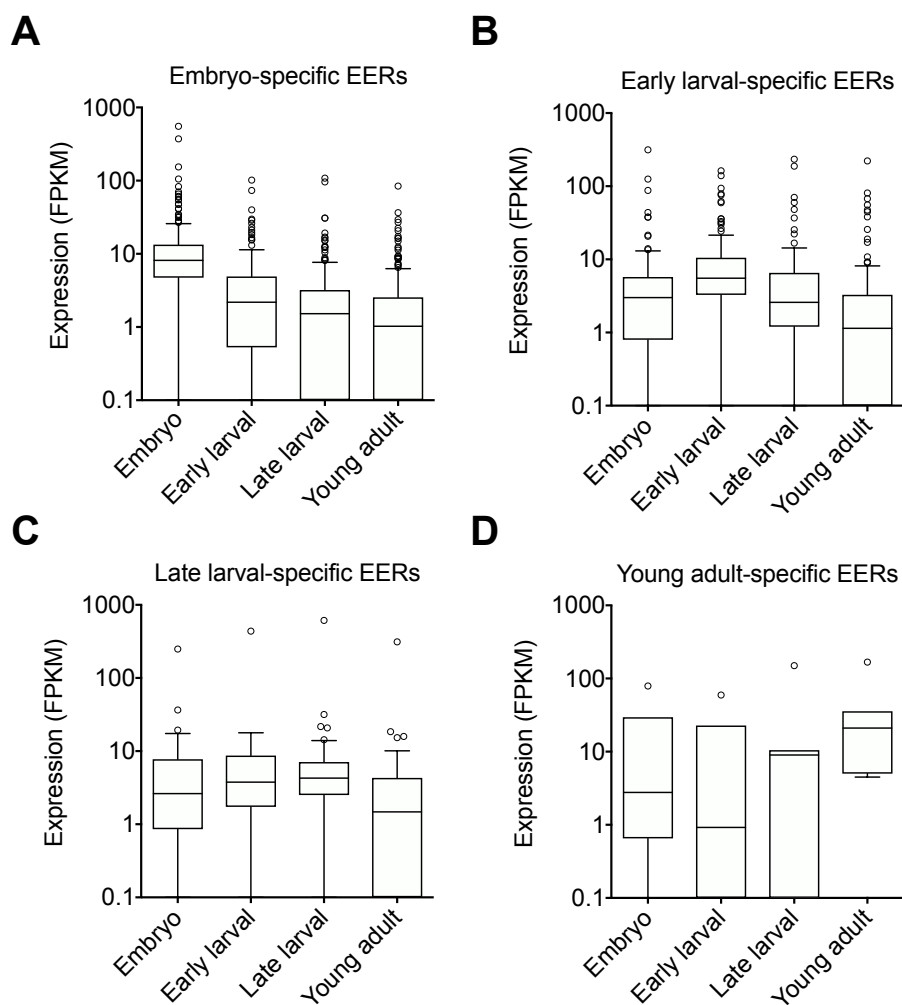 A
Embryo-specific EERs
Expression (FPKM)
1000
100
10
1
0.1
Embryo
Early larval
Late larval
Young adult
B
Early larval-specific EERs
Expression (FPKM)
1000
100
10
1
0.1
Embryo
Early larval
Late larval
Young adult
C
Late larval-specific EERs
Expression (FPKM)
1000
100
10
1
0.1
Embryo
Early larval
Late larval
Young adult
D
Young adult-specific EERs
Expression (FPKM)
1000
100
10
1
0.1
Embryo
Early larval
Late larval
Young adult